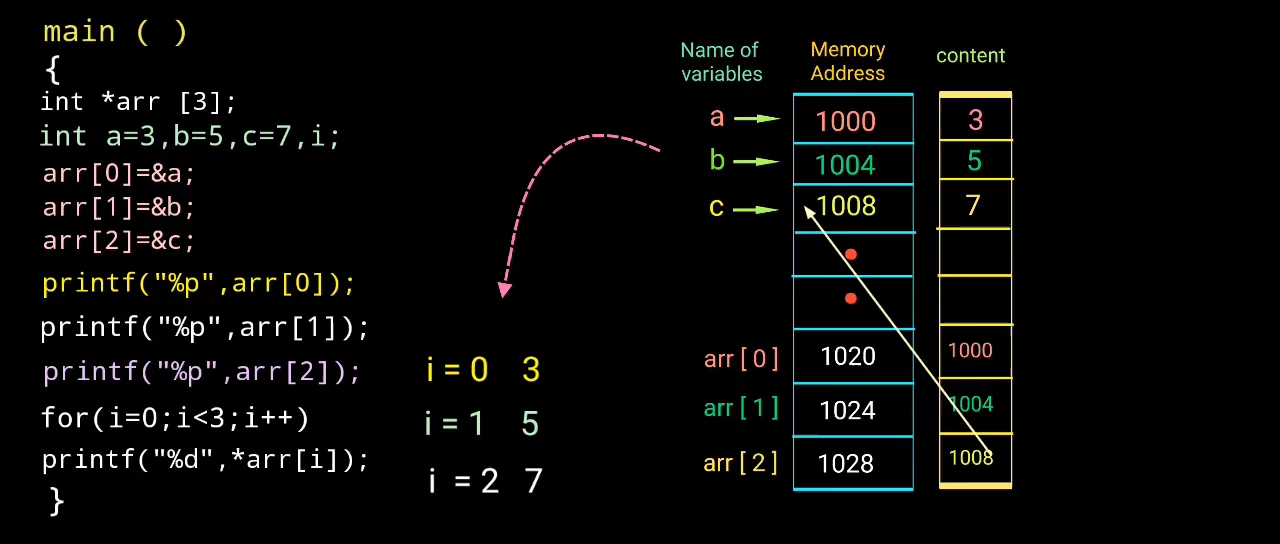 main ( )
{
int *arr [3];
int a=3,b=5,c=7,i;
arr[0]=&a;
arr[1]=&b;
arr[2]=&c;
printf("%p",arr[0]);
printf("%p",arr[1]);
printf("%p",arr[2]);
for(i=0;i<3;i++)
printf("%d",*arr[i]);
}
i = 0 3
i = 1 5
i = 2 7
Name of
variables
Memory
Address
content
a 1000 3
b 1004 5
c 1008 7
arr [ 0 ] 1020 1000
arr [ 1 ] 1024 1004
arr [ 2 ] 1028 1008